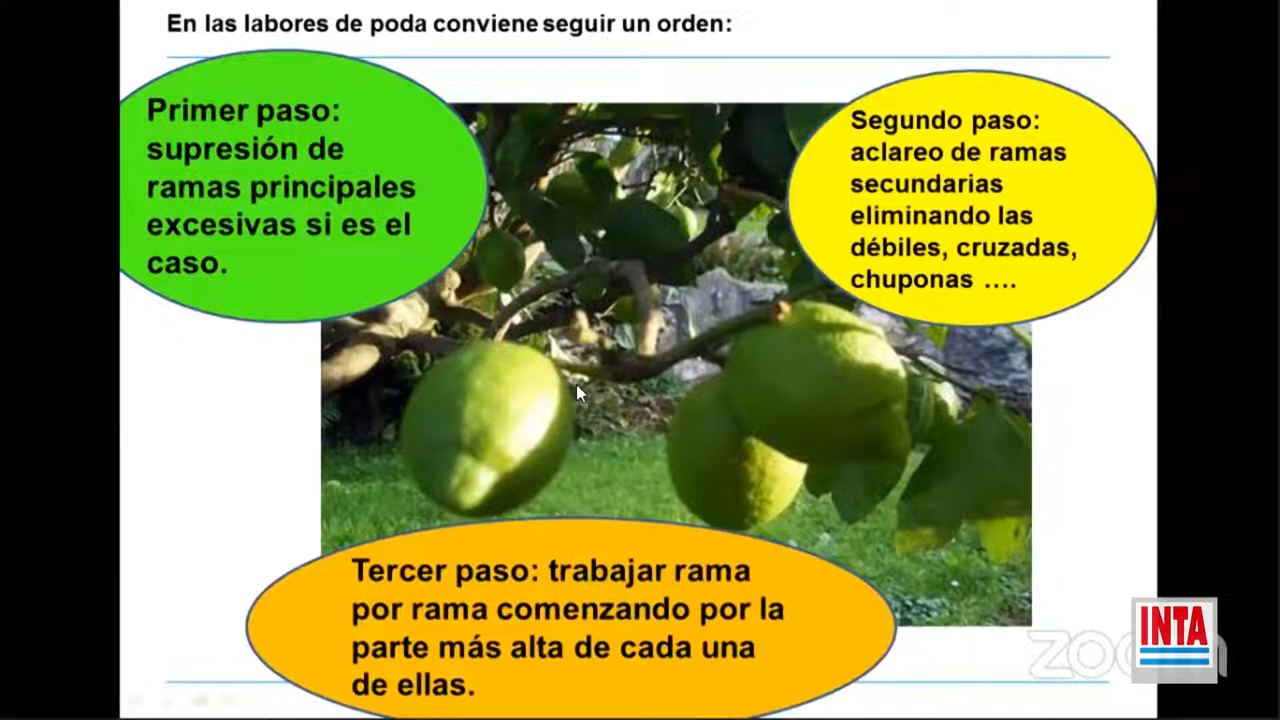 En las labores de poda conviene seguir un orden:
Primer paso:
supresión de
ramas principales
excesivas si es el
caso.
Segundo paso:
aclareo de ramas
secundarias
eliminando las
débiles, cruzadas,
chuponas ….
Tercer paso: trabajar rama
por rama comenzando por la
parte más alta de cada una
de ellas.
zoom
INTA